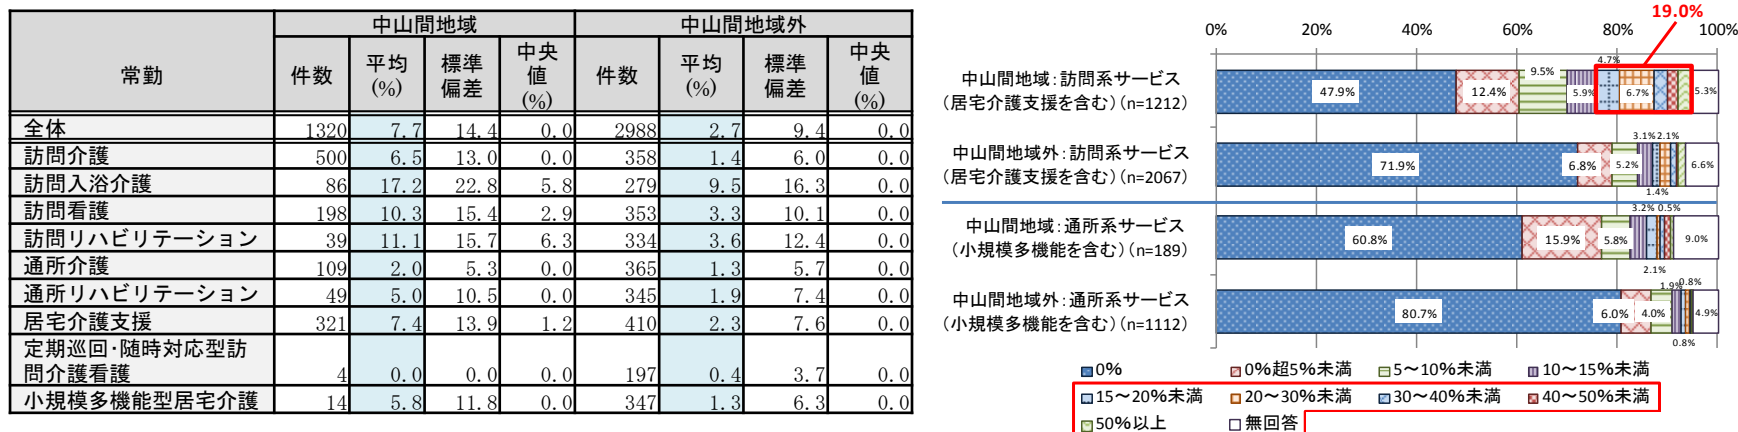 常勤 中山間地域 中山間地域外
件数 平均(%) 標準偏差 中央値(%) 件数 平均(%) 標準偏差 中央値(%)
全体 1320 7.7 14.4 0.0 2988 2.7 9.4 0.0
訪問介護 500 6.5 13.0 0.0 358 1.4 6.0 0.0
訪問入浴介護 86 17.2 22.8 5.8 279 9.5 16.3 0.0
訪問看護 198 10.3 15.4 2.9 353 3.3 10.1 0.0
訪問リハビリテーション 39 11.1 15.7 6.3 334 3.6 12.4 0.0
通所介護 109 2.0 5.3 0.0 365 1.3 5.7 0.0
通所リハビリテーション 49 5.0 10.5 0.0 345 1.9 7.4 0.0
居宅介護支援 321 7.4 13.9 1.2 410 2.3 7.6 0.0
定期巡回・随時対応型訪
問介護看護 4 0.0 0.0 0.0 197 0.4 3.7 0.0
小規模多機能型居宅介護 14 5.8 11.8 0.0 347 1.3 6.3 0.0
19.0%
0% 20% 40% 60% 80% 100%
中山間地域：訪問系サービス
（居宅介護支援を含む）（n=1212）
47.9% 12.4% 9.5% 5.9% 4.7% 6.7% 5.3%
中山間地域外：訪問系サービス
（居宅介護支援を含む）（n=2067）
71.9% 6.8% 5.2% 3.1% 1.4% 2.1% 6.6%
中山間地域：通所系サービス
（小規模多機能を含む）（n=189）
60.8% 15.9% 5.8% 3.2% 2.1% 0.5% 9.0%
中山間地域外：通所系サービス
（小規模多機能を含む）（n=1112）
80.7% 6.0% 4.0% 1.9% 0.8% 0.8% 4.9%
0% 0%超5%未満 5～10%未満 10～15%未満
15～20%未満 20～30%未満 30～40%未満 40～50%未満
50%以上 無回答